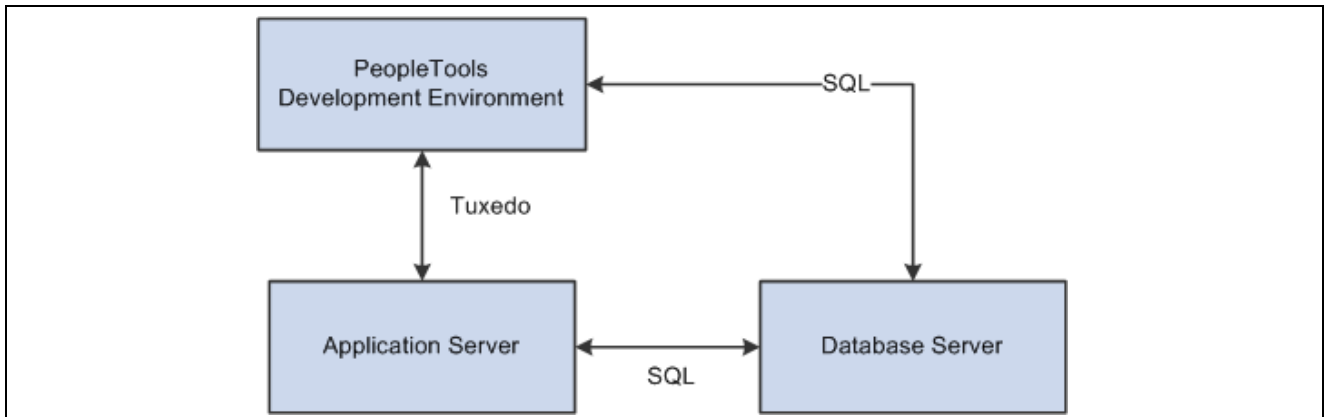 PeopleTools
Development Environment
SQL
Tuxedo
Application Server
SQL
Database Server